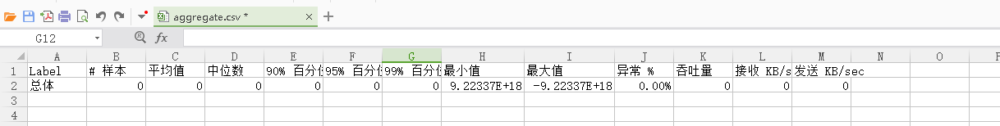 aggregate.csv *
G12 fx
A B C D E F G H I J K L M N O P
1 Label # 样本 平均值 中位数 90% 百分位 95% 百分位 99% 百分位 最小值 最大值 异常 % 吞吐量 接收 KB/s 发送 KB/sec
2 总体 0 0 0 0 0 0 9.22337E+18 -9.22337E+18 0.00% 0 0 0
3
4